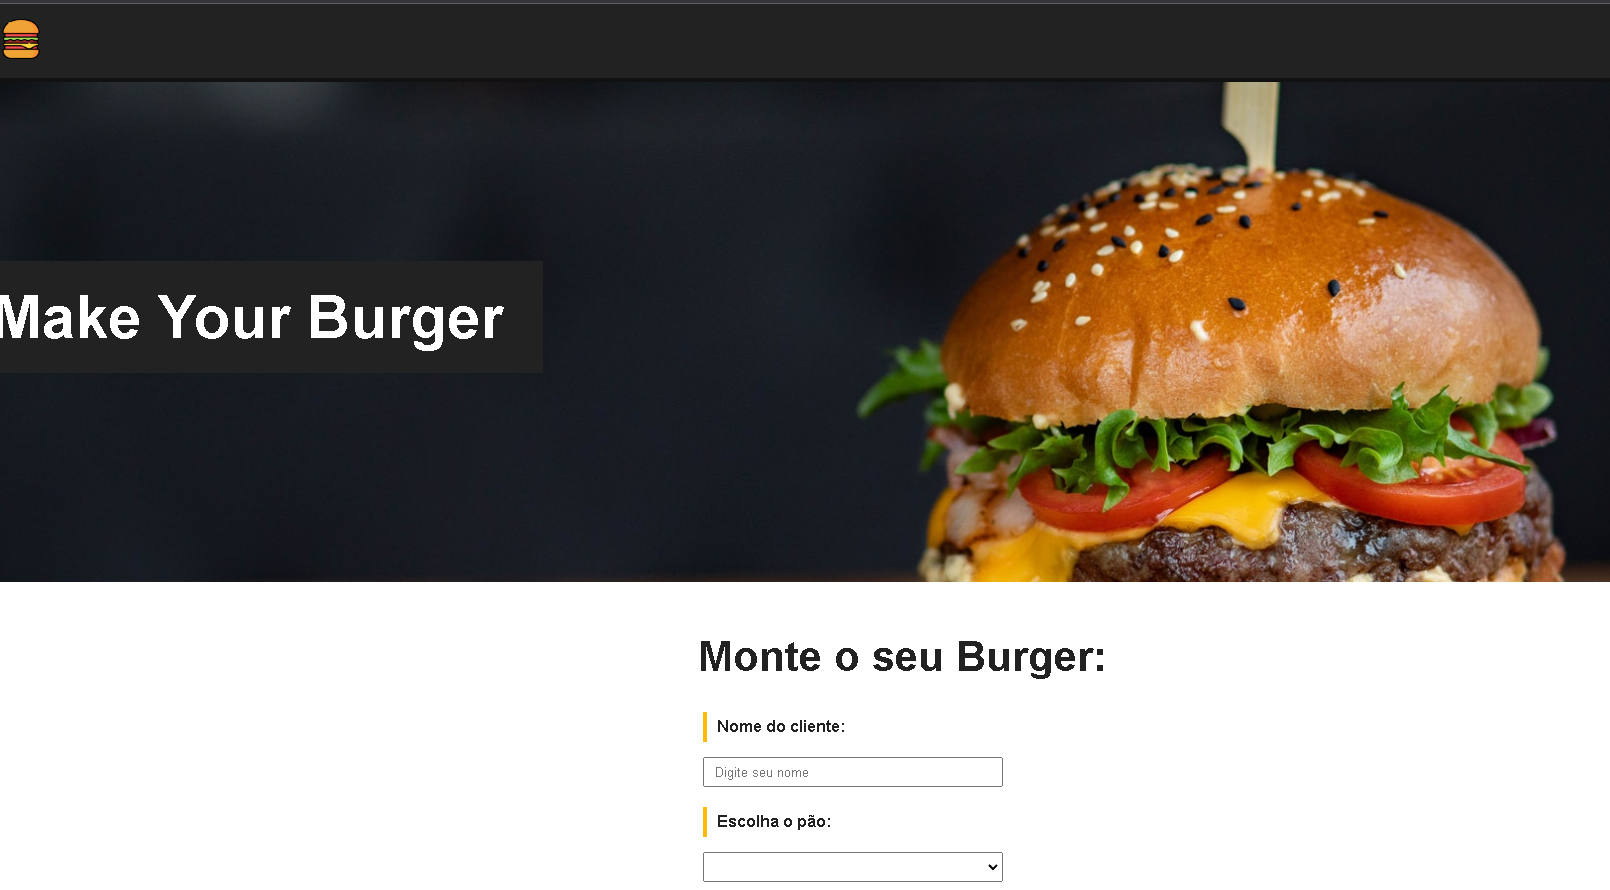 Make Your Burger
Monte o seu Burger:
Nome do cliente:
Digite seu nome
Escolha o pão: